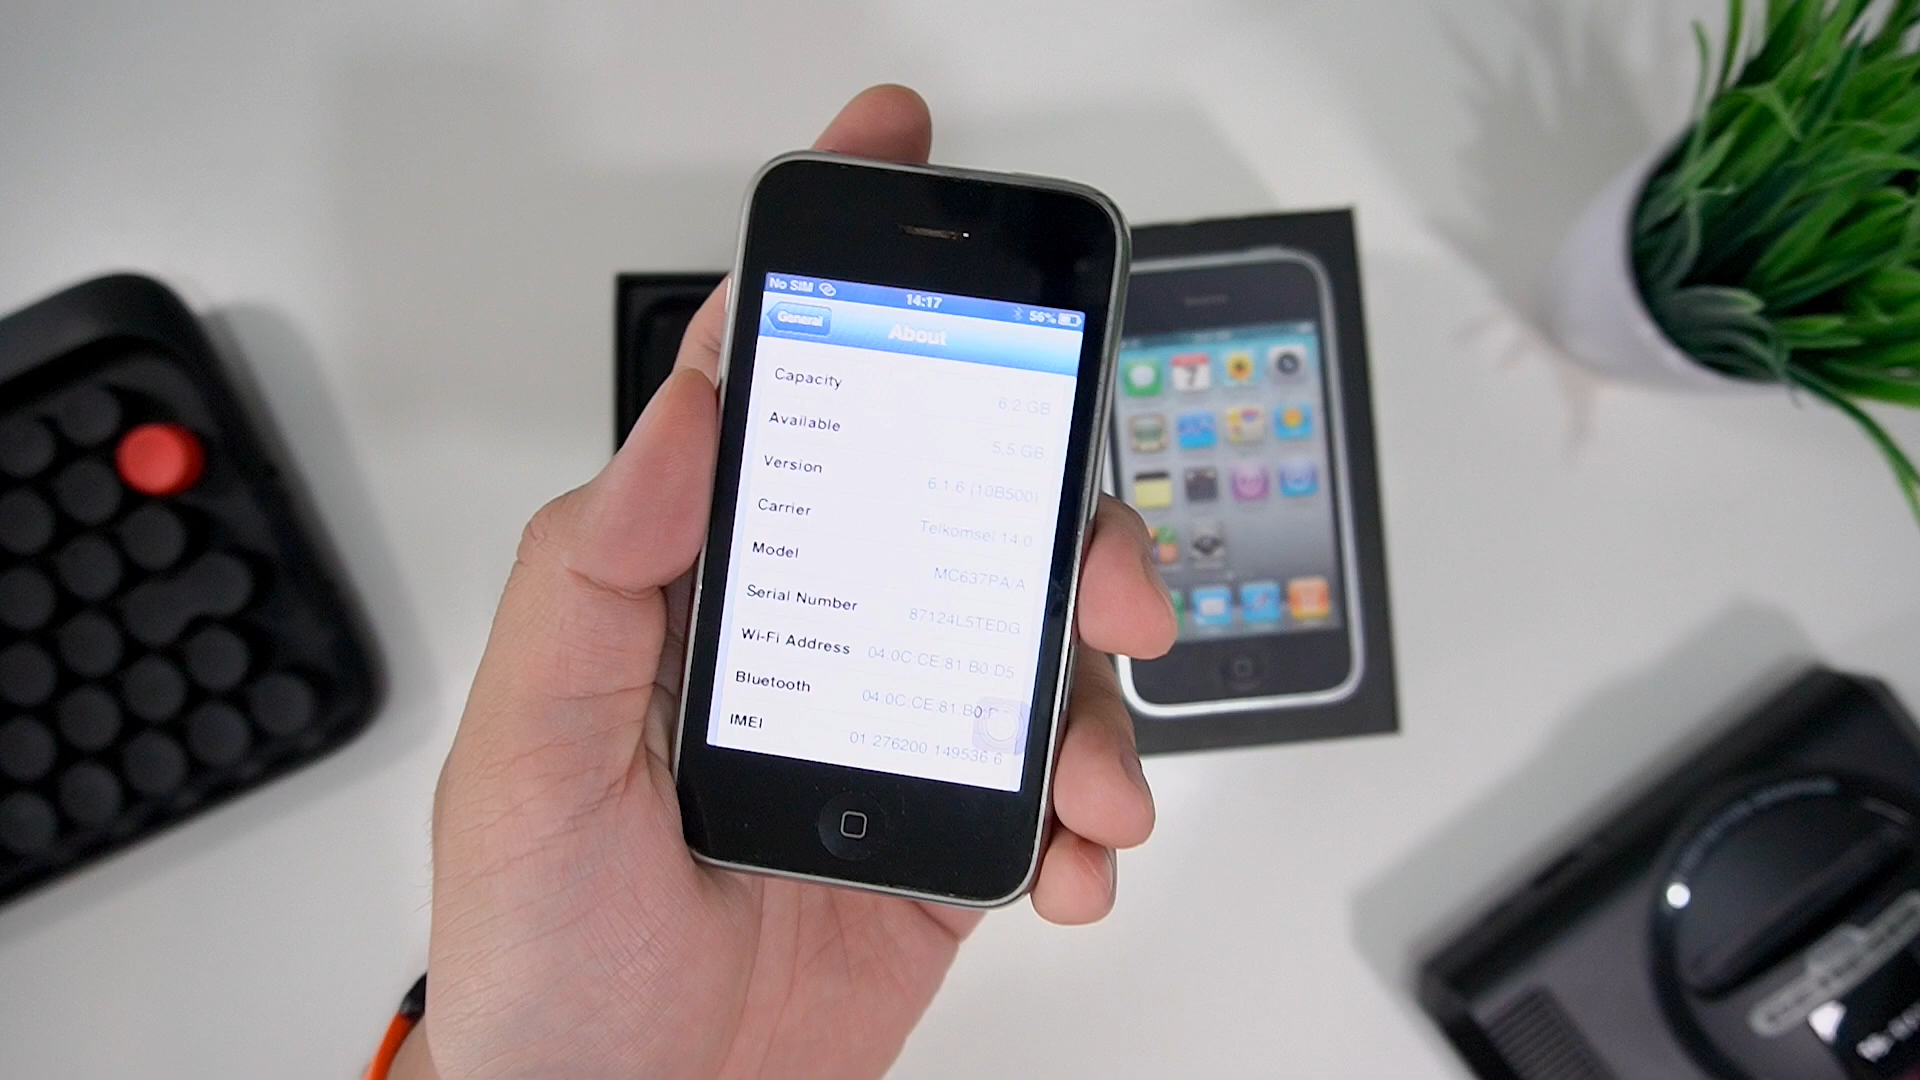 No SIM 14:17 56%
General About
Capacity 6.2 GB
Available 5.5 GB
Version 6.1.6 (10B500)
Carrier Telkomsel 14.0
Model MC637PA/A
Serial Number 87124L5TEDG
Wi-Fi Address 04:0C:CE:81:B0:D5
Bluetooth 04:0C:CE:81:B0:
IMEI 01 276200 149536 6
7